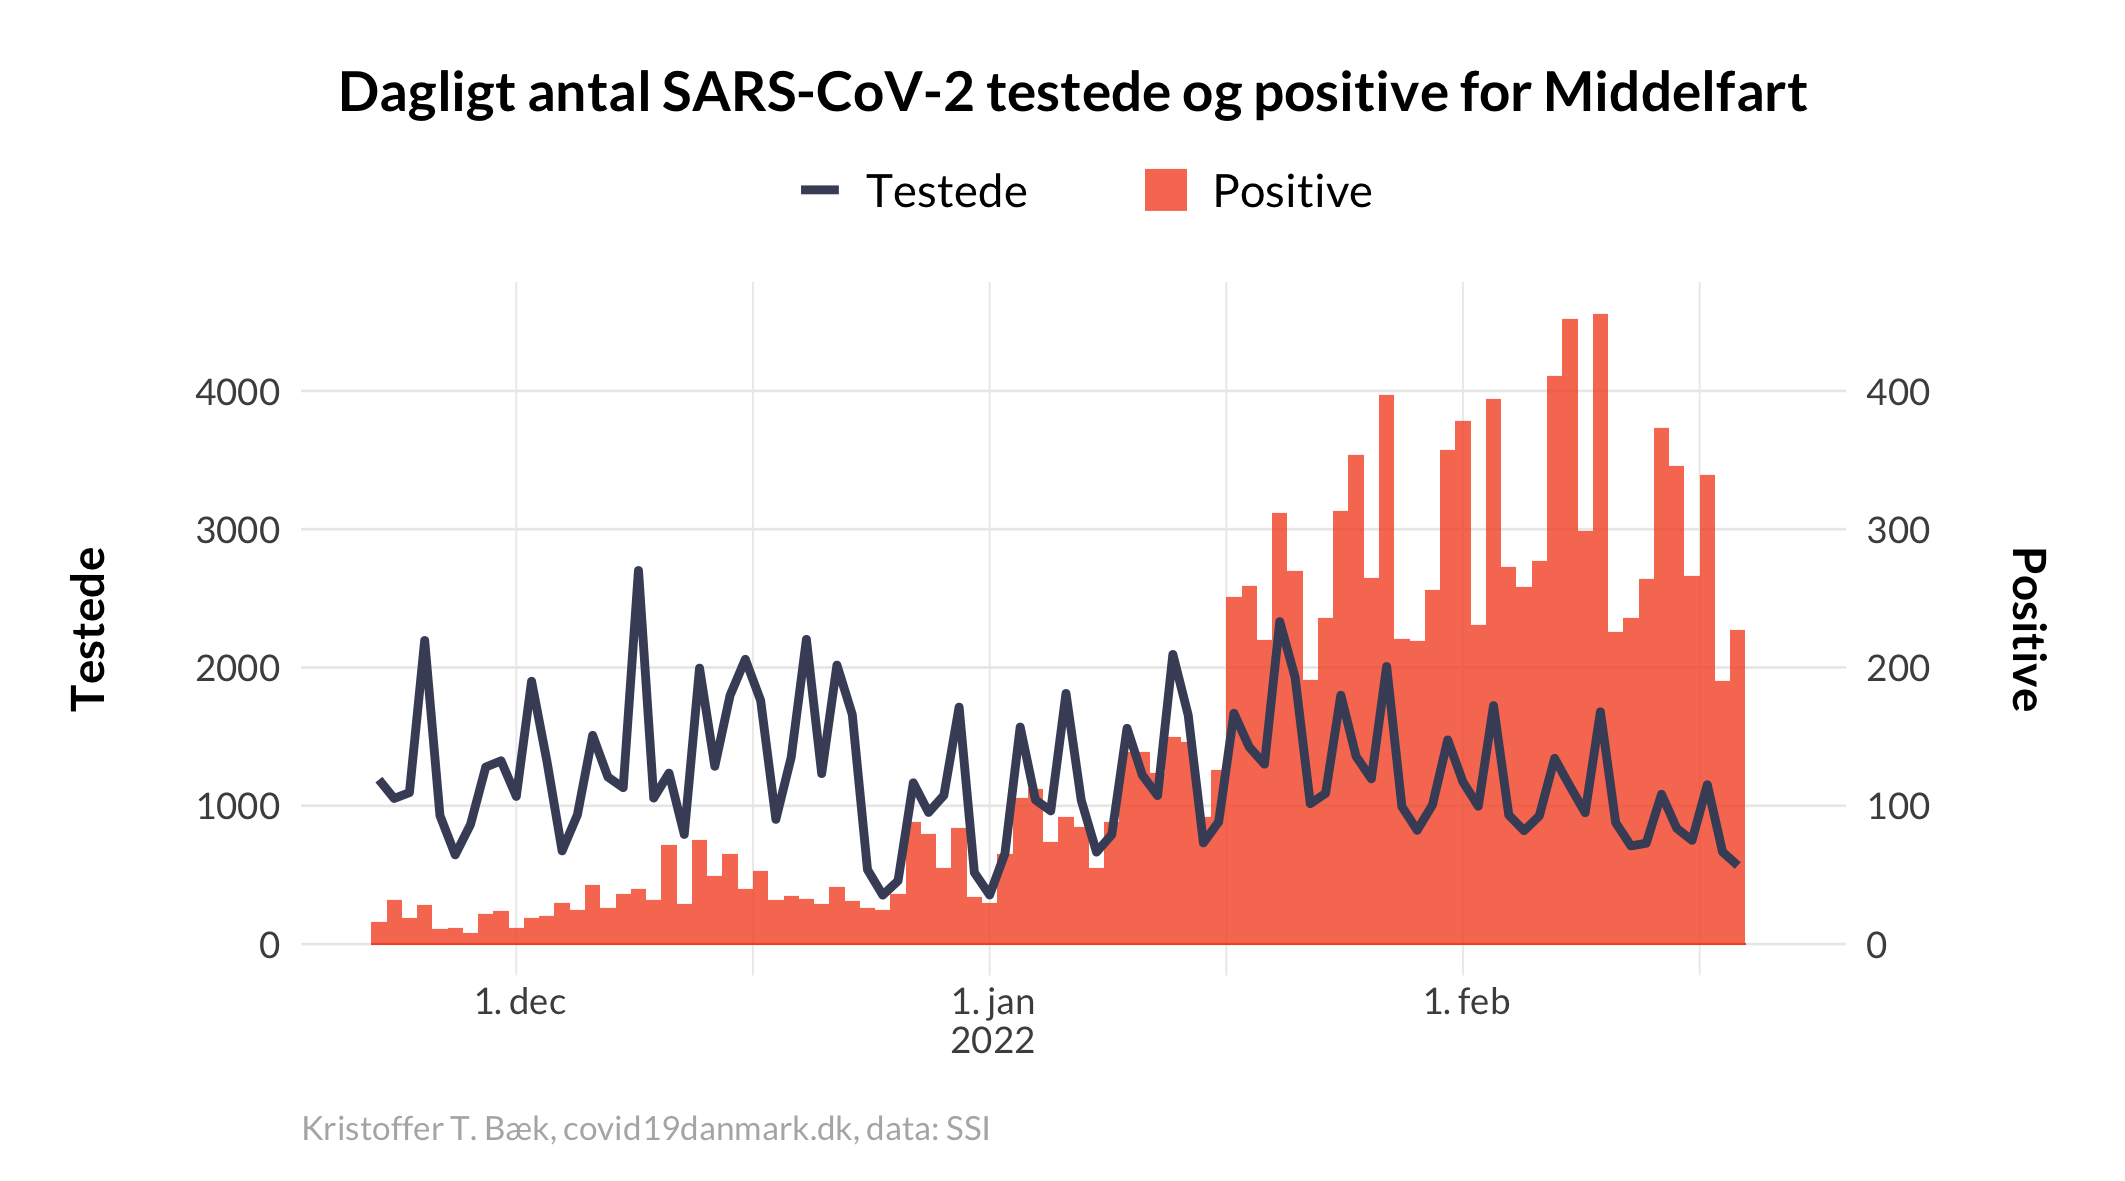 Dagligt antal SARS-CoV-2 testede og positive for Middelfart
Testede
Positive
4000
3000
2000
1000
0
Testede
400
300
200
100
0
Positive
1. dec
1. jan
2022
1. feb
Kristoffer T. Bæk, covid19danmark.dk, data: SSI